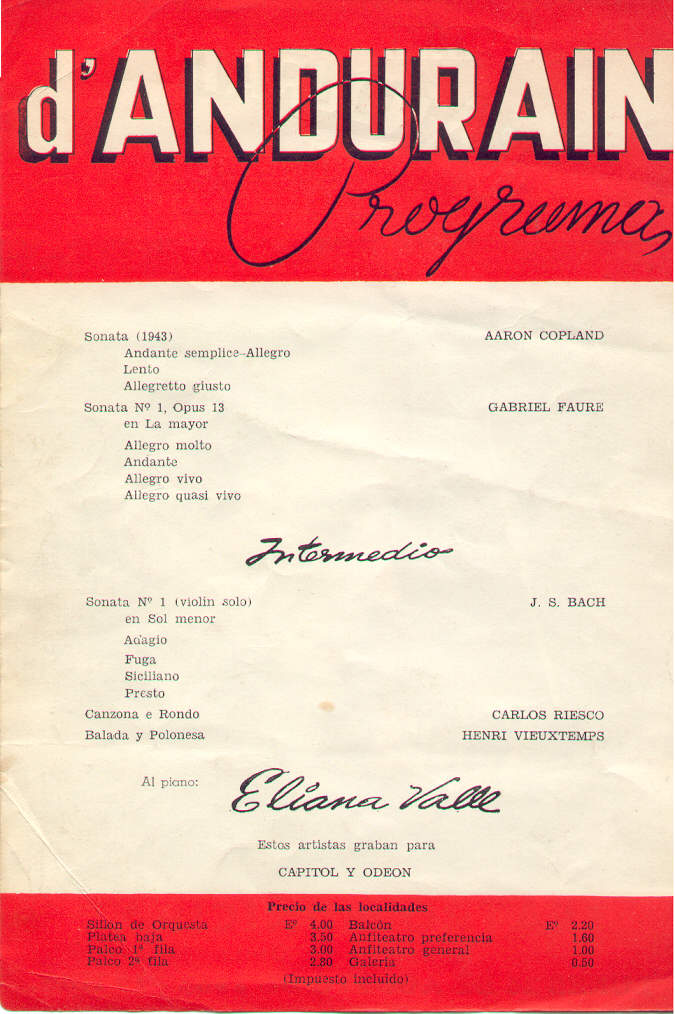 d'ANDURAIN
Programa
Sonata (1943) AARON COPLAND
Andante semplice-Allegro
Lento
Allegretto giusto
Sonata Nº 1, Opus 13 GABRIEL FAURE
en La mayor
Allegro molto
Andante
Allegro vivo
Allegro quasi vivo
Intermedio
Sonata Nº 1 (violin solo) J. S. BACH
en Sol menor
Adagio
Fuga
Siciliano
Presto
Canzona e Rondo CARLOS RIESCO
Balada y Polonesa HENRI VIEUXTEMPS
Al piano: Eliana Valle
Estos artistas graban para
CAPITOL Y ODEON
Precio de las localidades
Sillon de Orquesta Eº 4.00 Balcón Eº 2.20
Platea baja 3.50 Anfiteatro preferencia 1.60
Palco 1ª fila 3.00 Anfiteatro general 1.00
Palco 2ª fila 2.80 Galería 0.50
(Impuesto incluído)